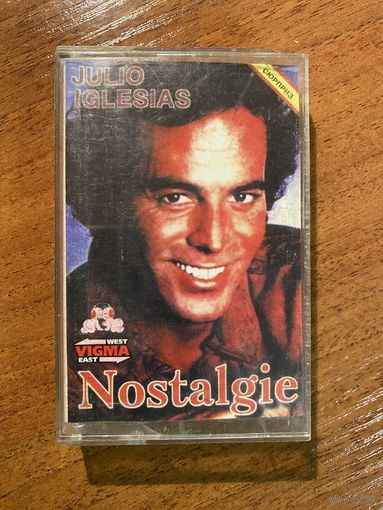 JULIO
IGLESIAS
СЮРПРИЗ
WEST
VIGMA
EAST
Nostalgie